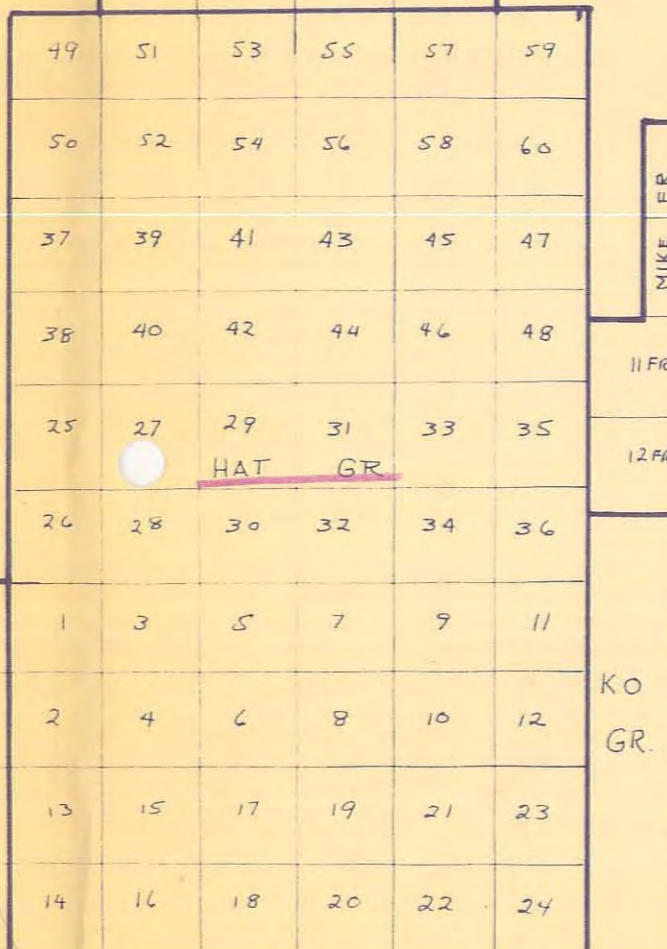 49 51 53 55 57 59
50 52 54 56 58 60
37 39 41 43 45 47
MIKE FR
38 40 42 44 46 48
11 FR
25 27 29 31 33 35
HAT GR
12 FR
26 28 30 32 34 36
1 3 5 7 9 11
KO
2 4 6 8 10 12
GR.
13 15 17 19 21 23
14 16 18 20 22 24